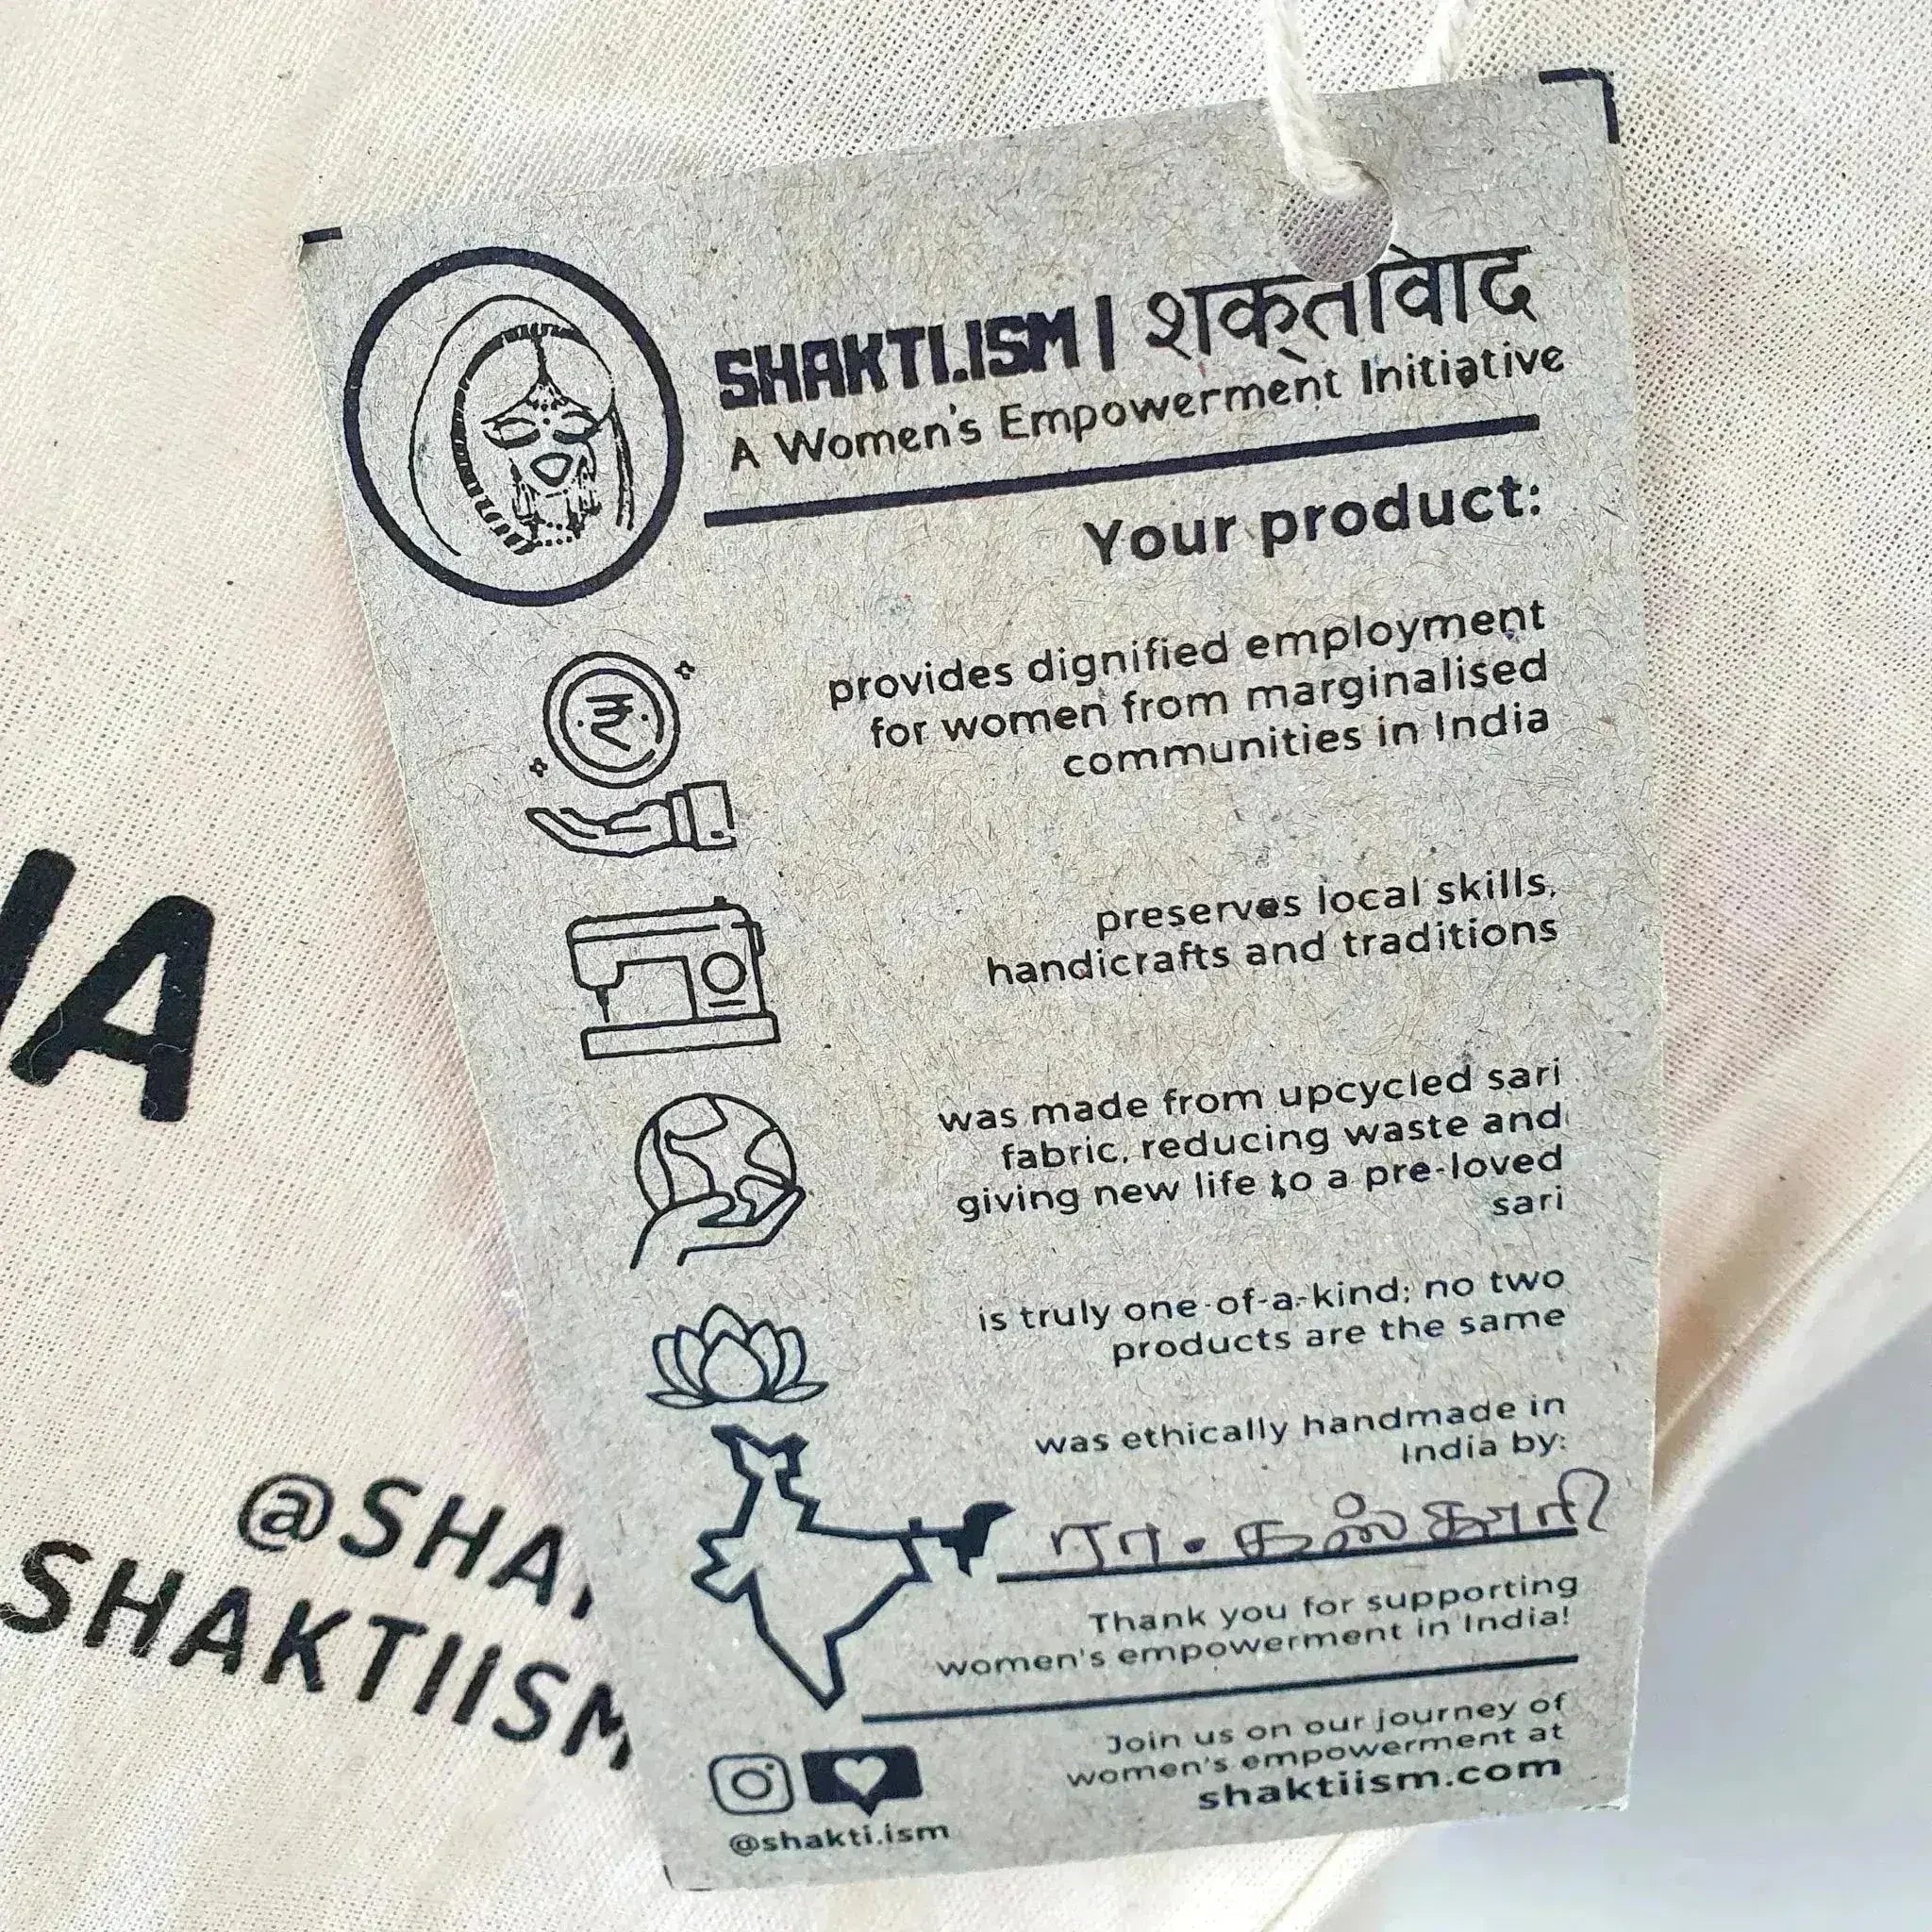 SHAKTI.ISM |
A Women's Empowerment Initiative
Your product:
provides dignified employment
for women from marginalised
communities in India
preserves local skills,
handicrafts and traditions
was made from upcycled sari
fabric, reducing waste and
giving new life to a pre-loved
sari
is truly one-of-a-kind; no two
products are the same
was ethically handmade in
India by:
ரா. கஸ்தூரி
Thank you for supporting
women's empowerment in India!
Join us on our journey of
women's empowerment at
shaktiism.com
@shakti.ism
IA
@SHA
SHAKTIISM